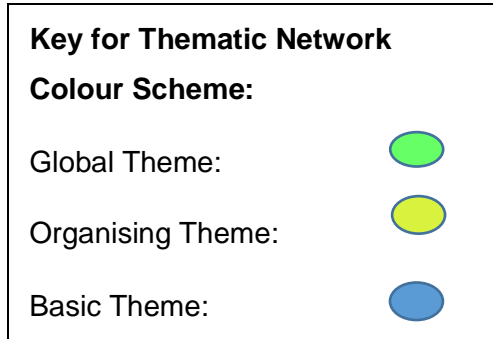 Key for Thematic Network
Colour Scheme:
Global Theme:
Organising Theme:
Basic Theme: